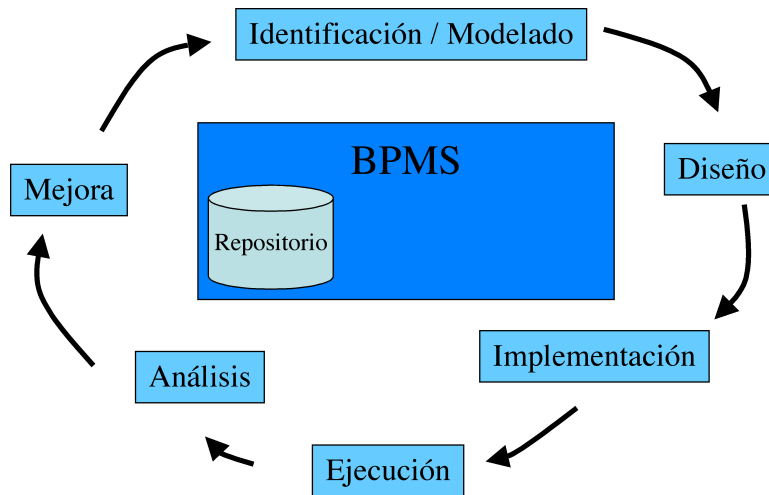 Identificación / Modelado
BPMS
Mejora
Diseño
Repositorio
Implementación
Análisis
Ejecución